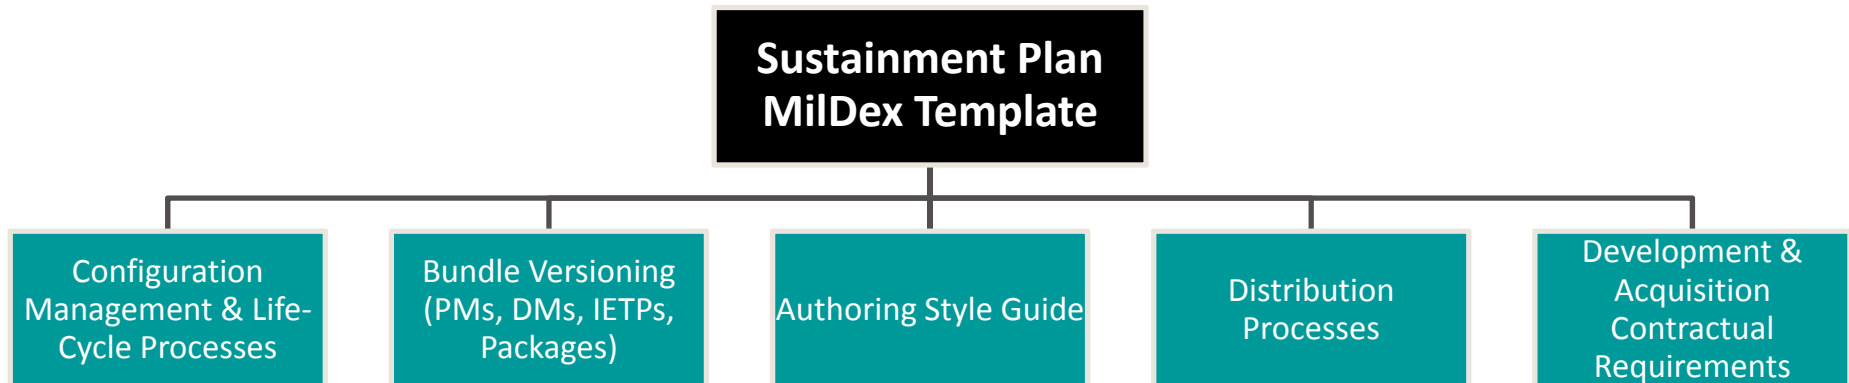 Sustainment Plan
MilDex Template
Configuration
Management & Life-
Cycle Processes
Bundle Versioning
(PMs, DMs, IETPs,
Packages)
Authoring Style Guide
Distribution
Processes
Development &
Acquisition
Contractual
Requirements